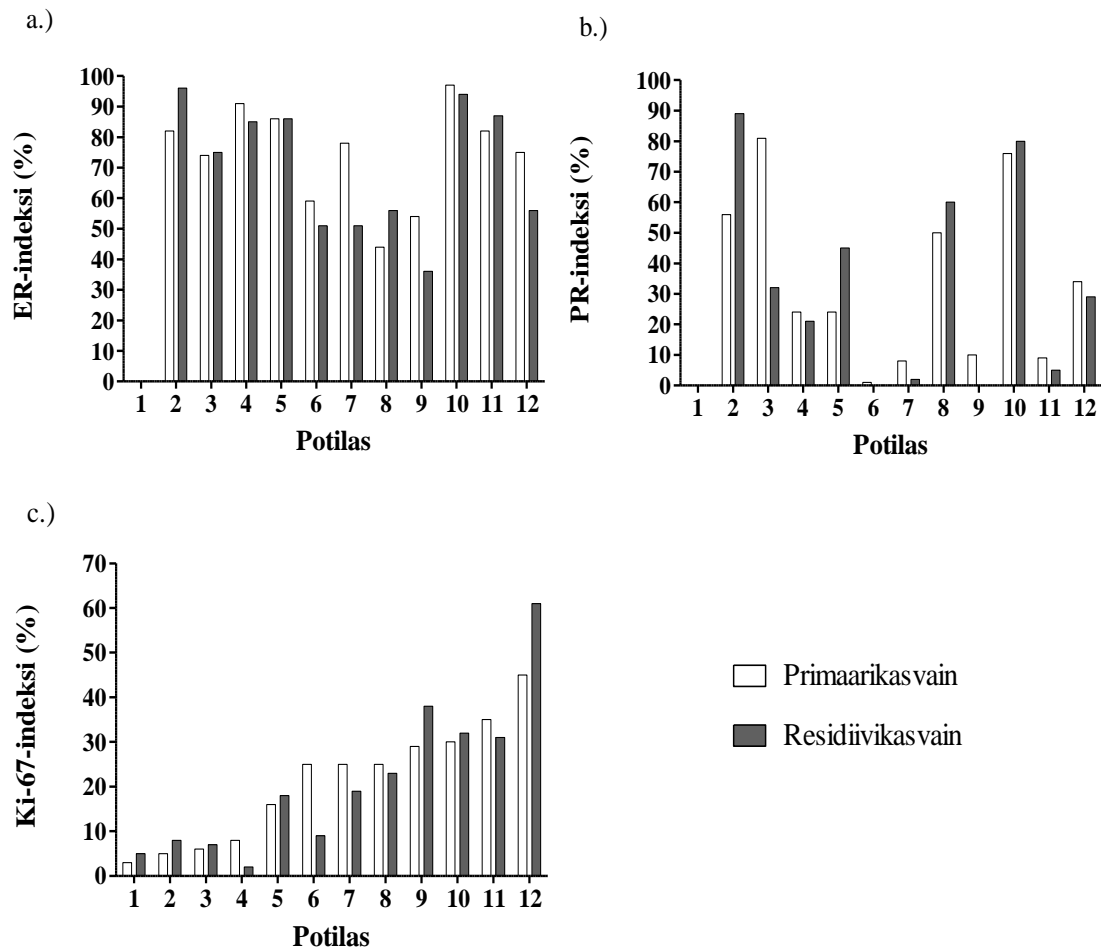 a.)
100
90
80
70
60
50
40
30
20
10
0
ER-indeksi (%)
1 2 3 4 5 6 7 8 9 10 11 12
Potilas
b.)
100
90
80
70
60
50
40
30
20
10
0
PR-indeksi (%)
1 2 3 4 5 6 7 8 9 10 11 12
Potilas
c.)
70
60
50
40
30
20
10
0
Ki-67-indeksi (%)
1 2 3 4 5 6 7 8 9 10 11 12
Potilas
Primaarikasvain
Residiivikasvain